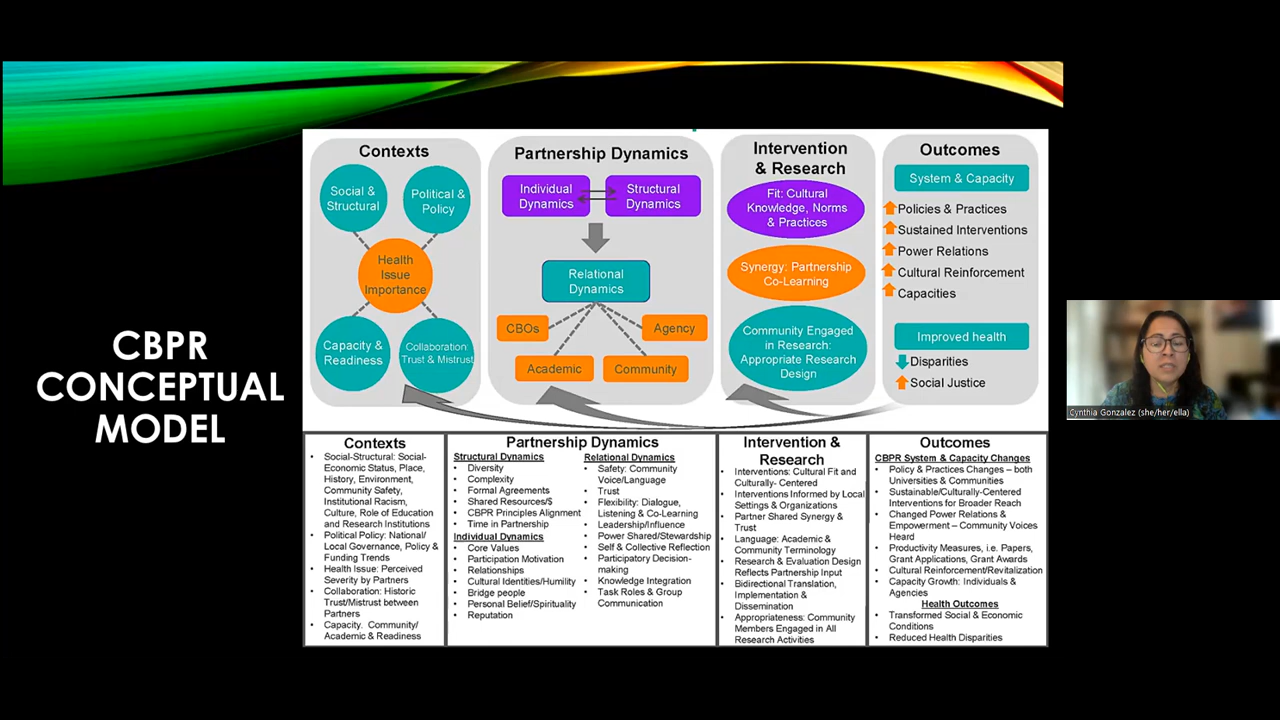 CBPR
CONCEPTUAL
MODEL
Contexts
Social &
Structural
Political &
Policy
Health
Issue
Importance
Capacity &
Readiness
Collaboration:
Trust & Mistrust
Partnership Dynamics
Individual
Dynamics
Structural
Dynamics
Relational
Dynamics
CBOs
Agency
Academic
Community
Intervention
& Research
Fit: Cultural
Knowledge, Norms
& Practices
Synergy: Partnership
Co-Learning
Community Engaged
in Research:
Appropriate Research
Design
Outcomes
System & Capacity
Policies & Practices
Sustained Interventions
Power Relations
Cultural Reinforcement
Capacities
Improved health
Disparities
Social Justice
Contexts
• Social-Structural: Social-
Economic Status, Place,
History, Environment,
Community Safety,
Institutional Racism,
Culture, Role of Education
and Research Institutions
• Political Policy: National/
Local Governance, Policy &
Funding Trends
• Health Issue: Perceived
Severity by Partners
• Collaboration: Historic
Trust/Mistrust between
Partners
• Capacity. Community/
Academic & Readiness
Partnership Dynamics
Structural Dynamics
• Diversity
• Complexity
• Formal Agreements
• Shared Resources/$
• CBPR Principles Alignment
• Time in Partnership
Individual Dynamics
• Core Values
• Participation Motivation
• Relationships
• Cultural Identities/Humility
• Bridge people
• Personal Belief/Spirituality
• Reputation
Relational Dynamics
• Safety: Community
Voice/Language
• Trust
• Flexibility: Dialogue,
Listening & Co-Learning
• Leadership/Influence
• Power Shared/Stewardship
• Self & Collective Reflection
• Participatory Decision-
making
• Knowledge Integration
• Task Roles & Group
Communication
Intervention &
Research
• Interventions: Cultural Fit and
Culturally- Centered
• Interventions Informed by Local
Settings & Organizations
• Partner Shared Synergy &
Trust
• Language: Academic &
Community Terminology
• Research & Evaluation Design
Reflects Partnership Input
• Bidirectional Translation,
Implementation &
Dissemination
• Appropriateness: Community
Members Engaged in All
Research Activities
Outcomes
CBPR System & Capacity Changes
• Policy & Practices Changes – both
Universities & Communities
• Sustainable/Culturally-Centered
Interventions for Broader Reach
• Changed Power Relations &
Empowerment – Community Voices
Heard
• Productivity Measures, i.e. Papers,
Grant Applications, Grant Awards
• Cultural Reinforcement/Revitalization
• Capacity Growth: Individuals &
Agencies
Health Outcomes
• Transformed Social & Economic
Conditions
• Reduced Health Disparities
Cynthia Gonzalez (she/her/ella)